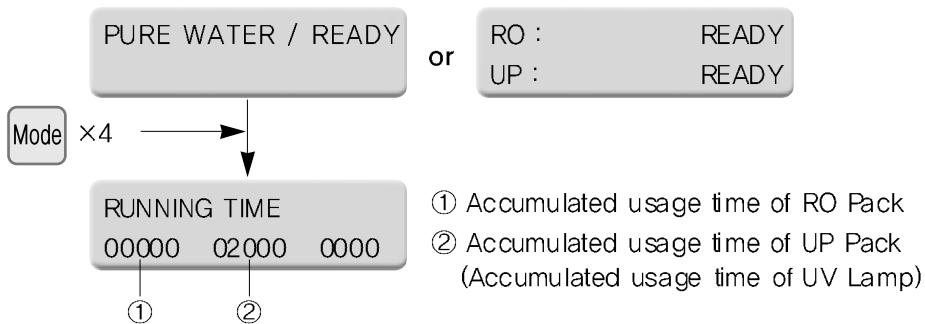 PURE WATER / READY
or
RO : READY
UP : READY
Mode ×4
RUNNING TIME
00000 02000 0000
① ②
① Accumulated usage time of RO Pack
② Accumulated usage time of UP Pack
(Accumulated usage time of UV Lamp)